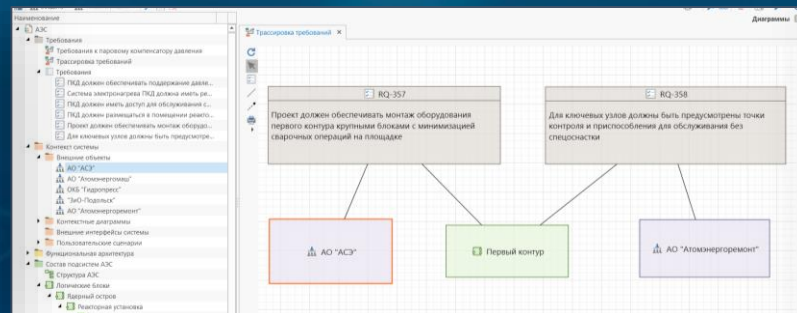 Наименование
Диаграммы
АЭС
Требования
Требования к паровому компенсатору давления
Трассировка требований
Требования
ПКД должен обеспечивать поддержание давле...
Система электронагрева ПКД должна иметь ре...
ПКД должен иметь доступ для обслуживания с...
ПКД должен размещаться в помещении реакто...
Проект должен обеспечивать монтаж оборудо...
Для ключевых узлов должны быть предусмотре...
Контекст системы
Внешние объекты
АО "АСЭ"
АО "Атомэнергомаш"
ОКБ "Гидропресс"
"ЗиО-Подольск"
АО "Атомэнергоремонт"
Контекстные диаграммы
Внешние интерфейсы системы
Пользовательские сценарии
Функциональная архитектура
Состав подсистем АЭС
Структура АЭС
Логические блоки
Ядерный остров
Реакторная установка
Трассировка требований
RQ-357
Проект должен обеспечивать монтаж оборудования
первого контура крупными блоками с минимизацией
сварочных операций на площадке
RQ-358
Для ключевых узлов должны быть предусмотрены точки
контроля и приспособления для обслуживания без
спецоснастки
АО "АСЭ"
Первый контур
АО "Атомэнергоремонт"